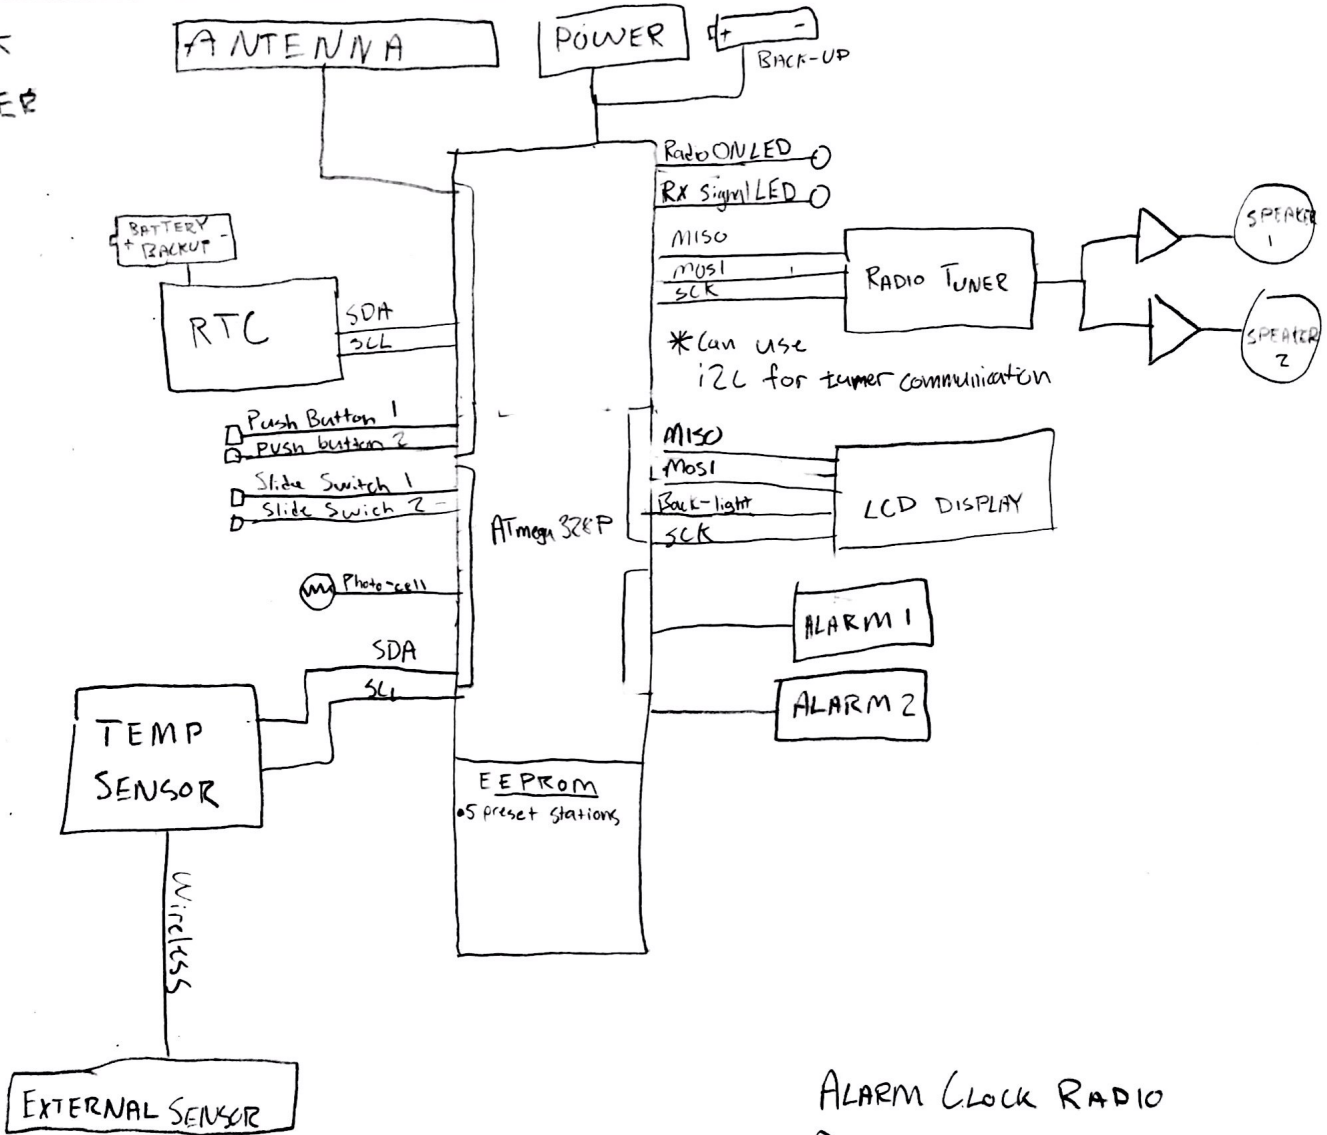 ANTENNA
POWER
+ -
BACK-UP
ER
Radio ON LED
RX Signal LED
BATTERY
+ BACKUP -
RTC
SDA
SCL
MISO
MOSI
SCK
RADIO TUNER
SPEAKER
1
SPEAKER
2
*Can use
i2c for tuner communication
Push Button 1
Push button 2
Slide Switch 1
Slide Swich 2
ATmega328P
MISO
MOSI
Back-light
SCK
LCD DISPLAY
Photo-cell
ALARM 1
ALARM 2
SDA
SCL
TEMP
SENSOR
EEPROM
•5 preset stations
Wireless
EXTERNAL SENSOR
ALARM CLOCK RADIO